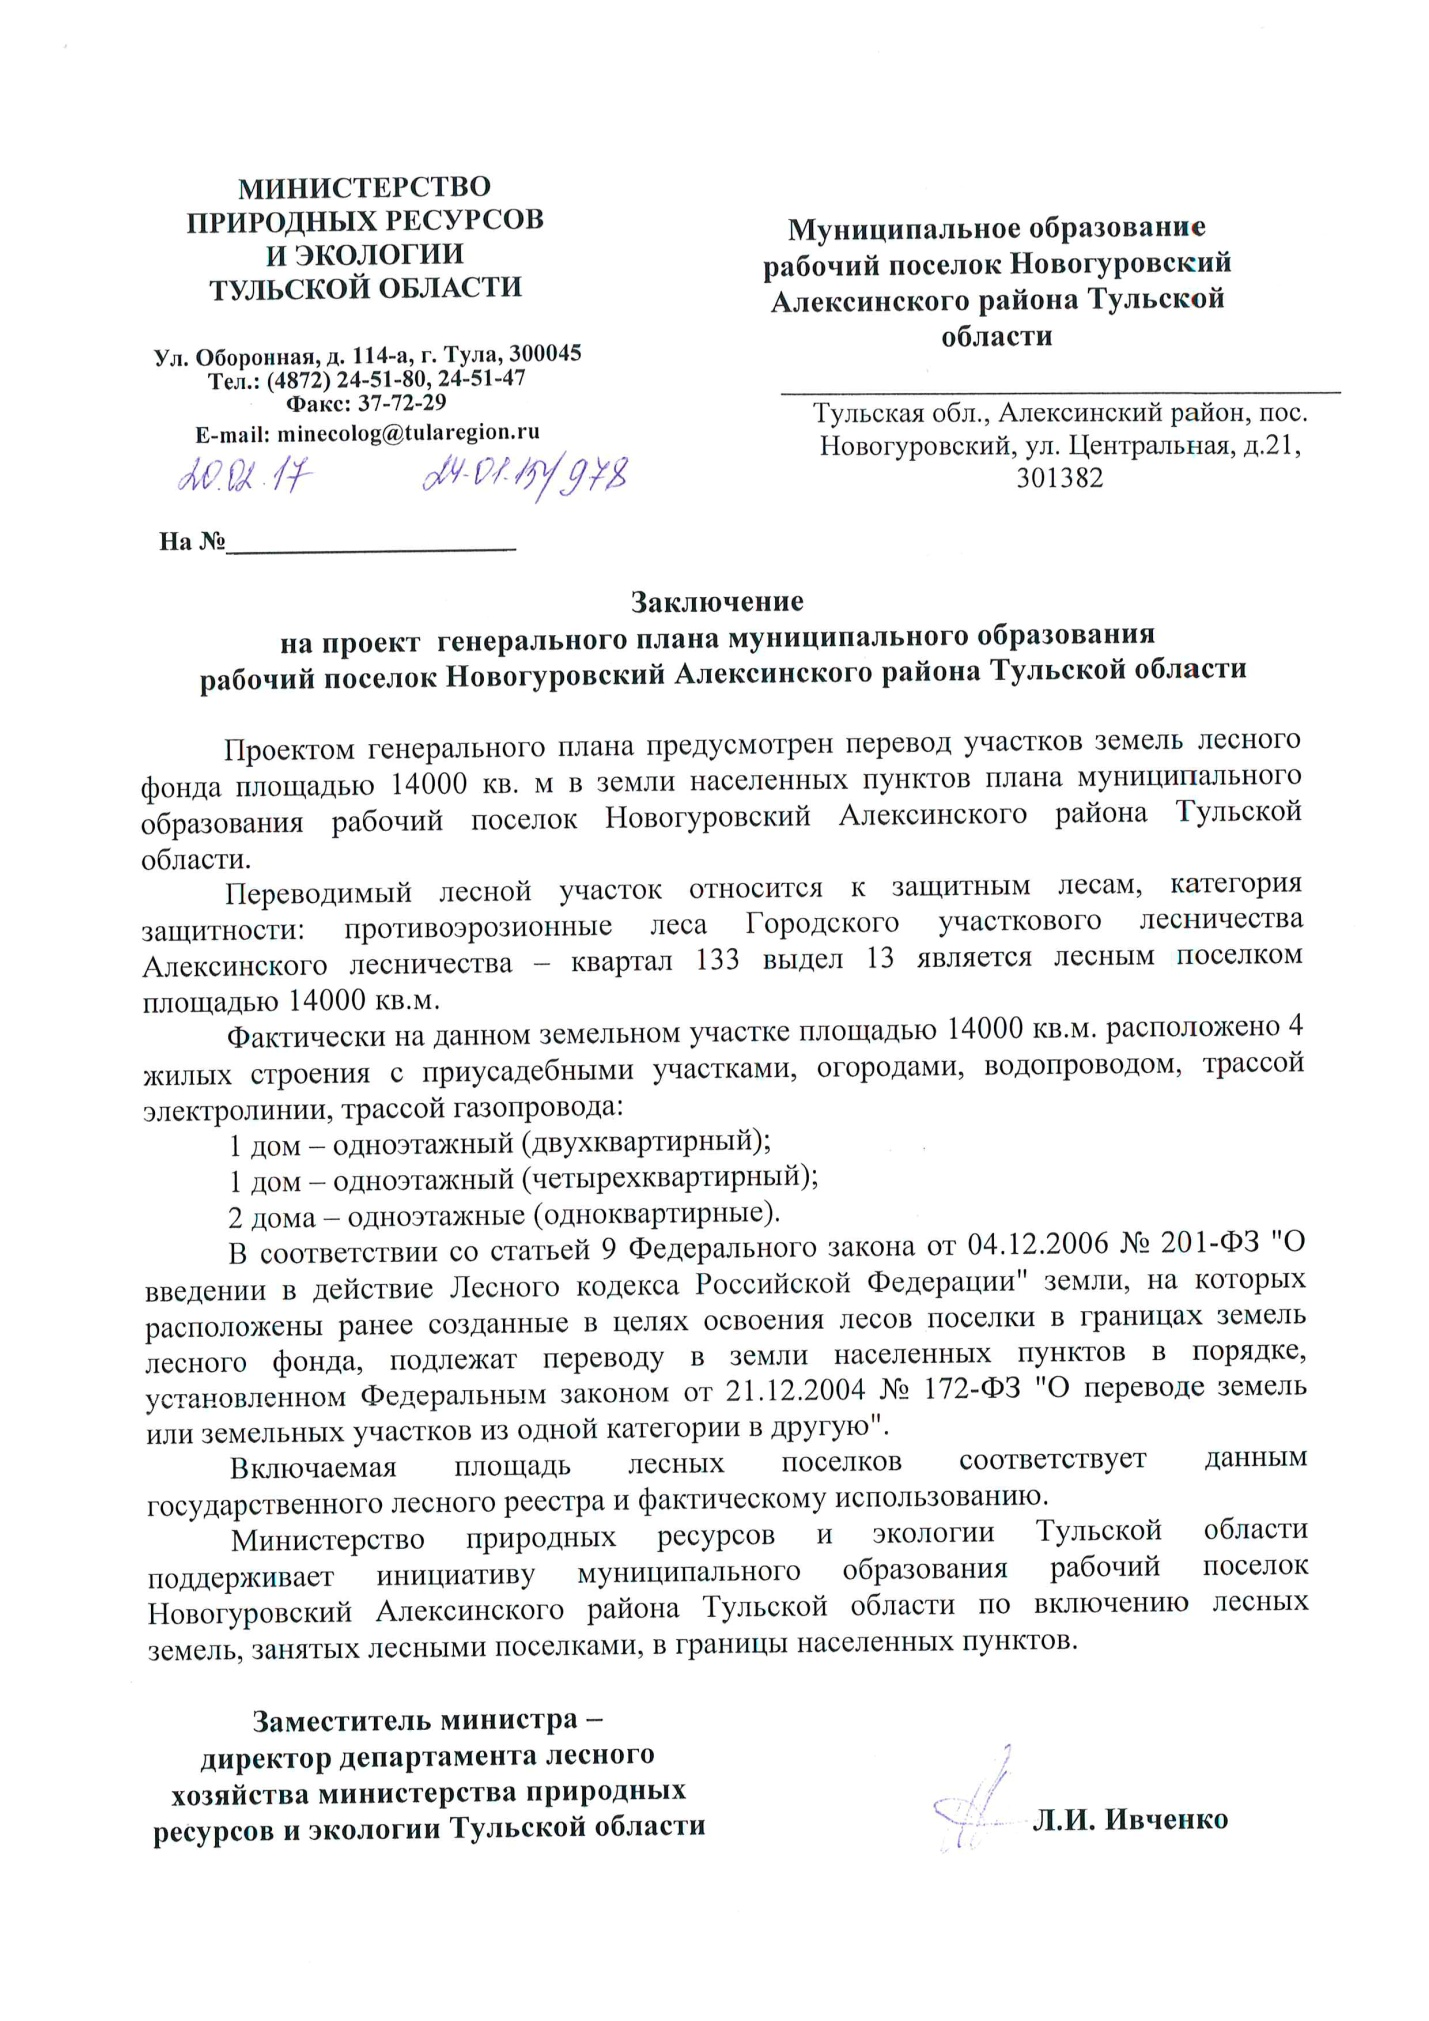 МИНИСТЕРСТВО
ПРИРОДНЫХ РЕСУРСОВ
И ЭКОЛОГИИ
ТУЛЬСКОЙ ОБЛАСТИ
Ул. Оборонная, д. 114-а, г. Тула, 300045
Тел.: (4872) 24-51-80, 24-51-47
Факс: 37-72-29
E-mail: minecolog@tularegion.ru
20.02.17 24-01.15/978
На №
Муниципальное образование
рабочий поселок Новогуровский
Алексинского района Тульской
области
Тульская обл., Алексинский район, пос.
Новогуровский, ул. Центральная, д.21,
301382
Заключение
на проект генерального плана муниципального образования
рабочий поселок Новогуровский Алексинского района Тульской области
Проектом генерального плана предусмотрен перевод участков земель лесного
фонда площадью 14000 кв. м в земли населенных пунктов плана муниципального
образования рабочий поселок Новогуровский Алексинского района Тульской
области.
Переводимый лесной участок относится к защитным лесам, категория
защитности: противоэрозионные леса Городского участкового лесничества
Алексинского лесничества – квартал 133 выдел 13 является лесным поселком
площадью 14000 кв.м.
Фактически на данном земельном участке площадью 14000 кв.м. расположено 4
жилых строения с приусадебными участками, огородами, водопроводом, трассой
электролинии, трассой газопровода:
1 дом – одноэтажный (двухквартирный);
1 дом – одноэтажный (четырехквартирный);
2 дома – одноэтажные (одноквартирные).
В соответствии со статьей 9 Федерального закона от 04.12.2006 № 201-ФЗ "О
введении в действие Лесного кодекса Российской Федерации" земли, на которых
расположены ранее созданные в целях освоения лесов поселки в границах земель
лесного фонда, подлежат переводу в земли населенных пунктов в порядке,
установленном Федеральным законом от 21.12.2004 № 172-ФЗ "О переводе земель
или земельных участков из одной категории в другую".
Включаемая площадь лесных поселков соответствует данным
государственного лесного реестра и фактическому использованию.
Министерство природных ресурсов и экологии Тульской области
поддерживает инициативу муниципального образования рабочий поселок
Новогуровский Алексинского района Тульской области по включению лесных
земель, занятых лесными поселками, в границы населенных пунктов.
Заместитель министра –
директор департамента лесного
хозяйства министерства природных
ресурсов и экологии Тульской области
Л.И. Ивченко